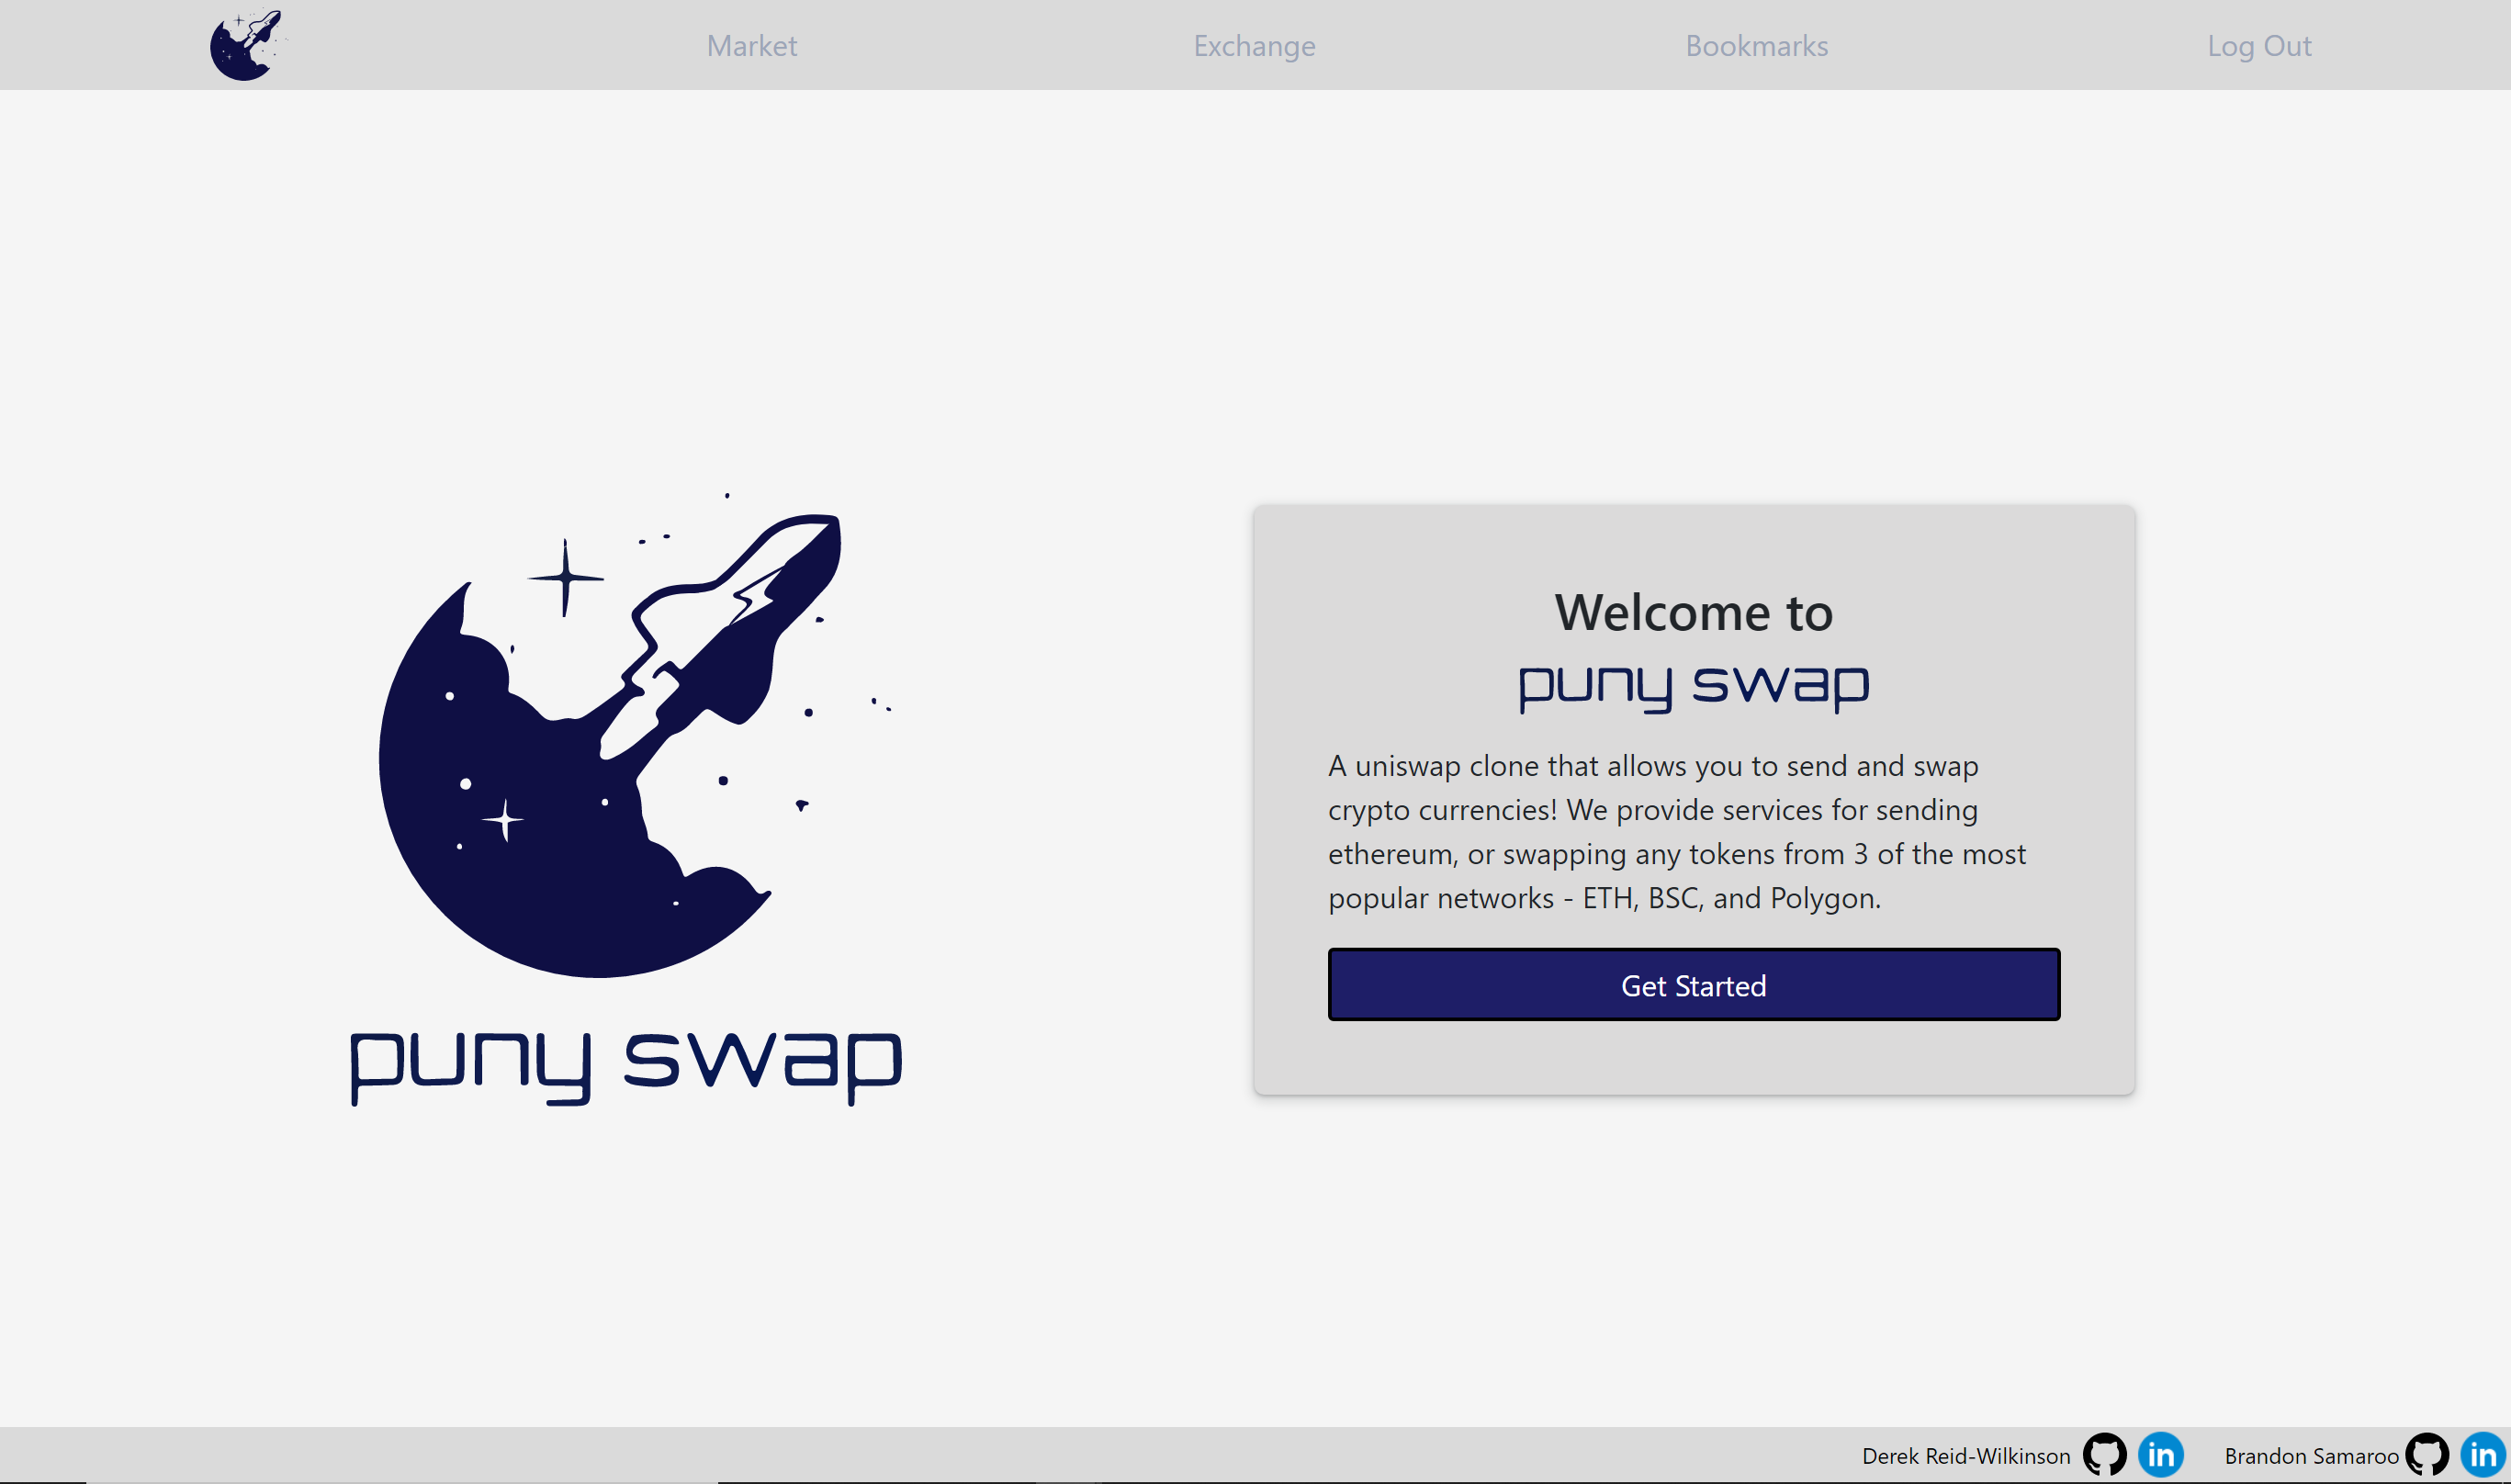 Market Exchange Bookmarks Log Out
puny swap
Welcome to
puny swap
A uniswap clone that allows you to send and swap
crypto currencies! We provide services for sending
ethereum, or swapping any tokens from 3 of the most
popular networks - ETH, BSC, and Polygon.
Get Started
Derek Reid-Wilkinson in Brandon Samaroo in